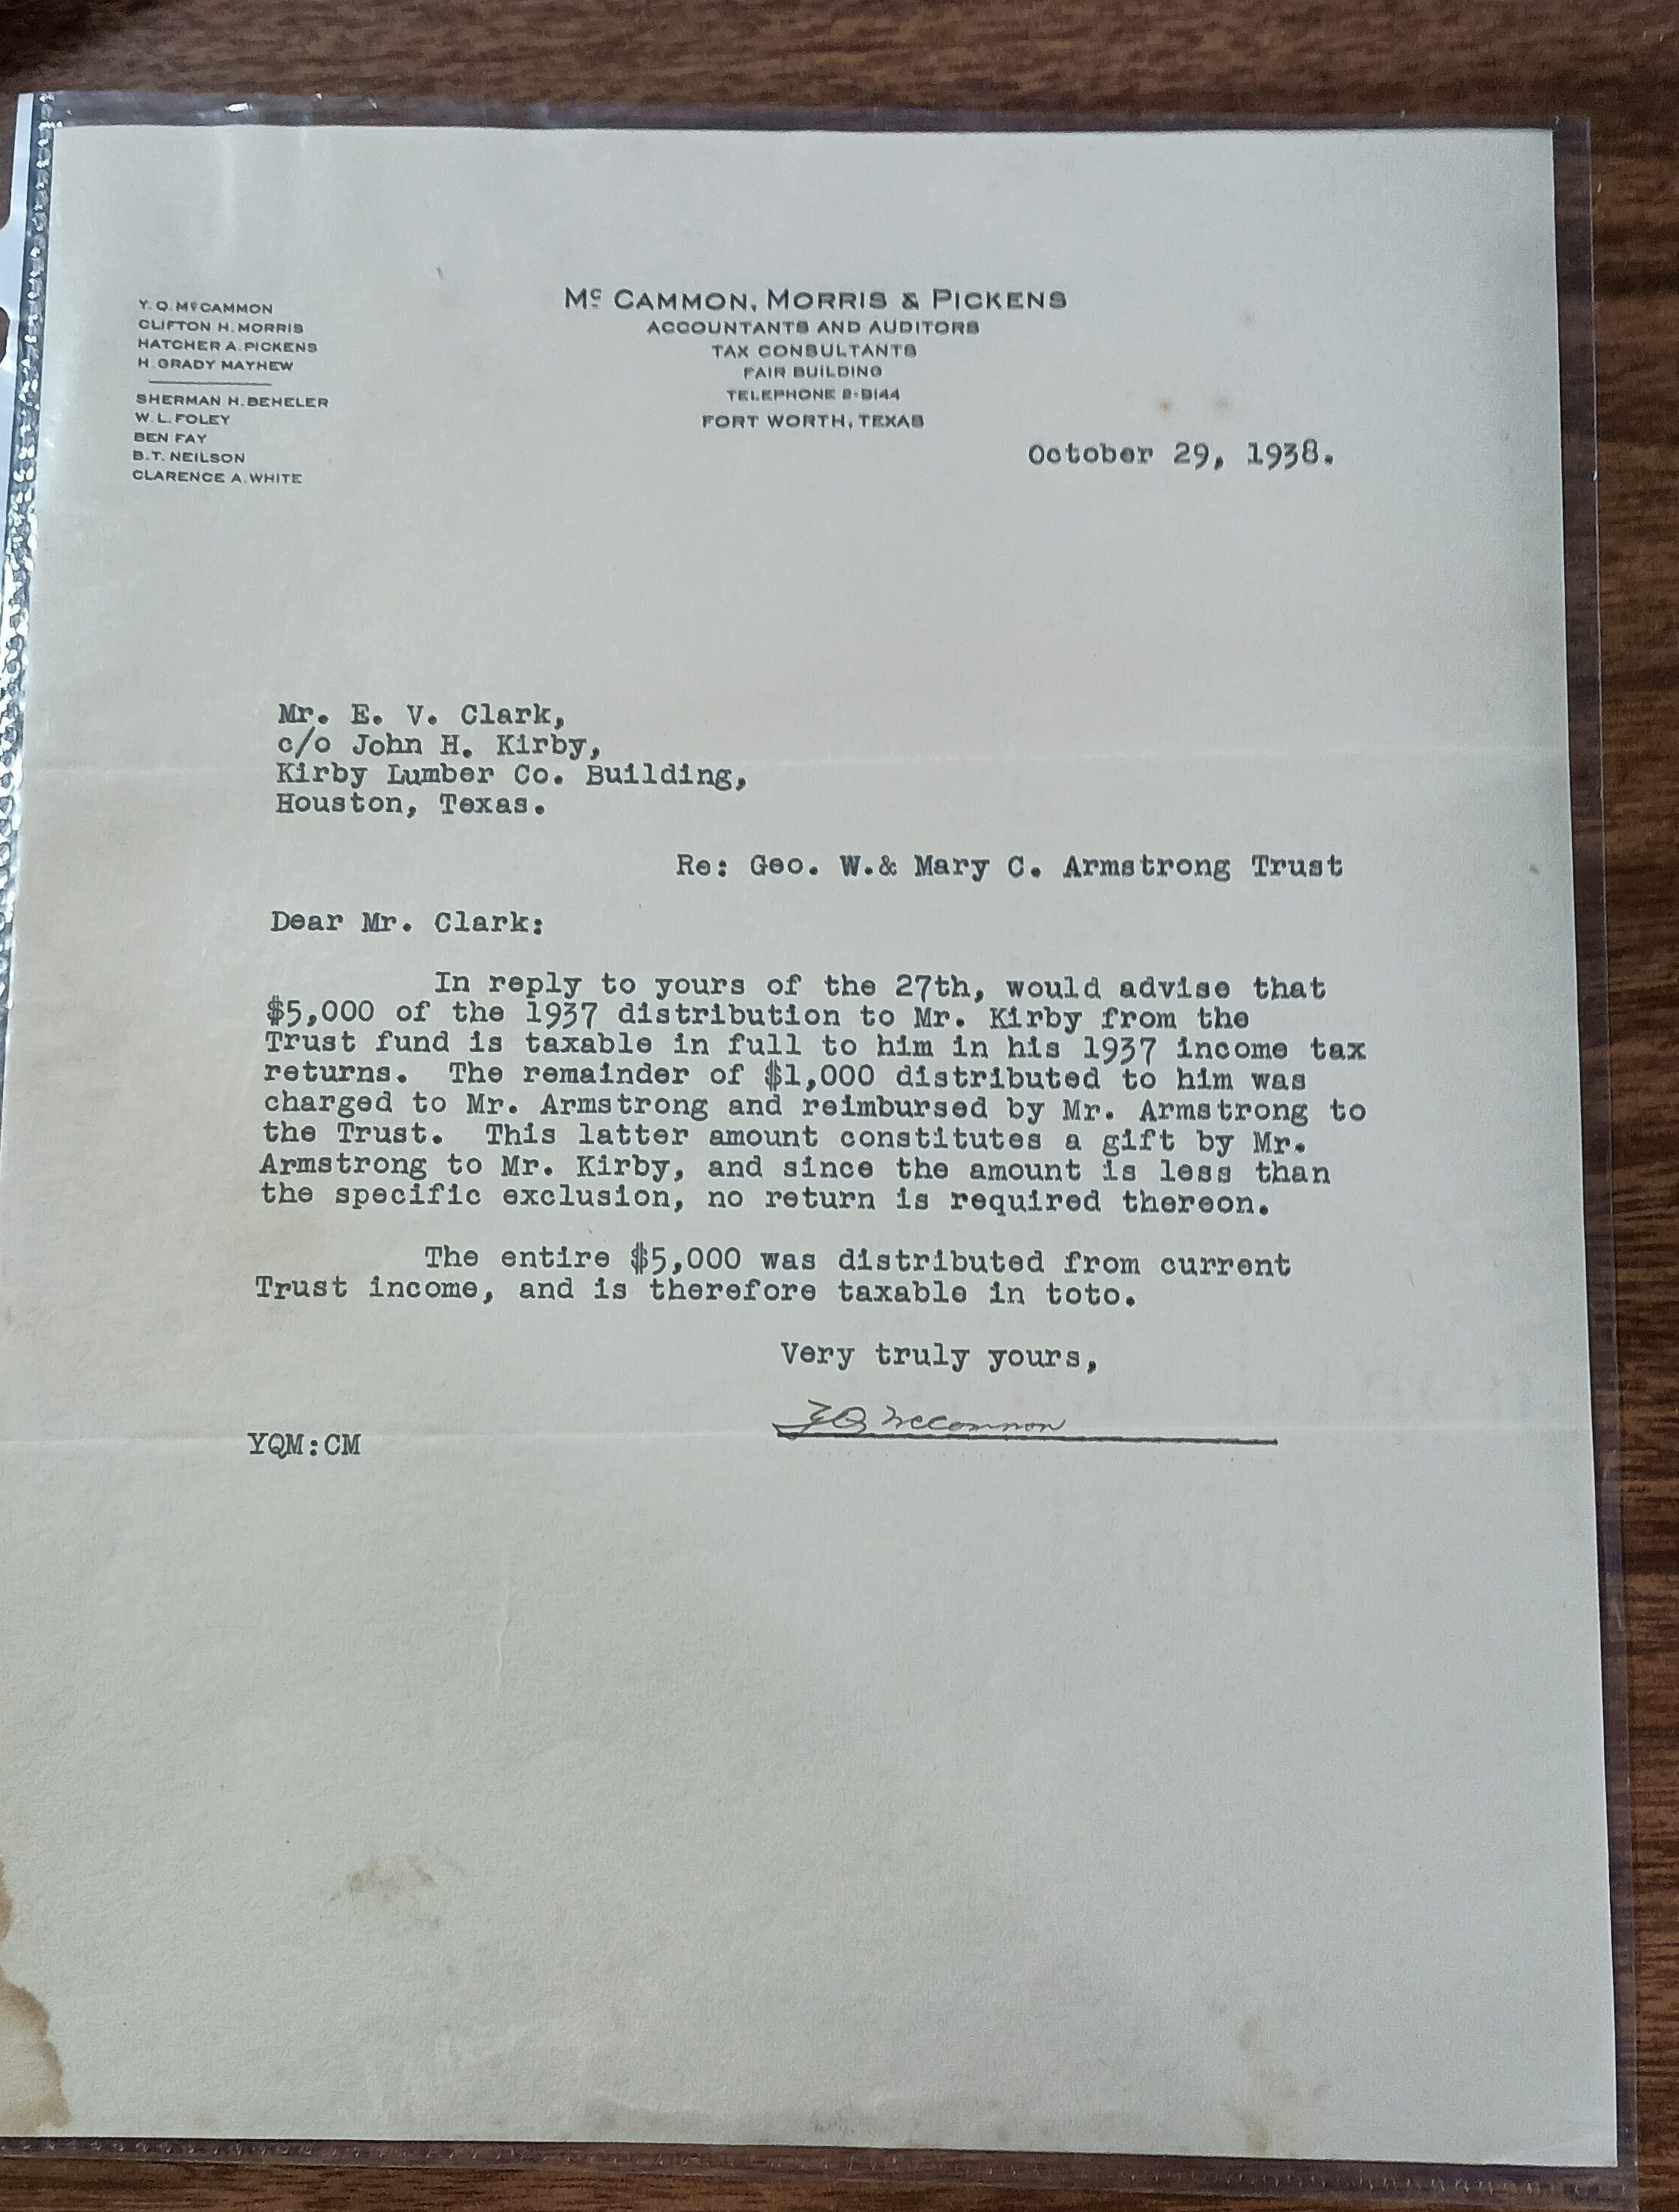 Y. Q. McCAMMON
CLIFTON H. MORRIS
HATCHER A. PICKENS
H. GRADY MAYHEW
SHERMAN H. BEHELER
W. L. FOLEY
BEN FAY
B. T. NEILSON
CLARENCE A. WHITE
McCAMMON, MORRIS & PICKENS
ACCOUNTANTS AND AUDITORS
TAX CONSULTANTS
FAIR BUILDING
TELEPHONE 2-9144
FORT WORTH, TEXAS
October 29, 1938.
Mr. E. V. Clark,
c/o John H. Kirby,
Kirby Lumber Co. Building,
Houston, Texas.
Re: Geo. W.& Mary C. Armstrong Trust
Dear Mr. Clark:
In reply to yours of the 27th, would advise that
$5,000 of the 1937 distribution to Mr. Kirby from the
Trust fund is taxable in full to him in his 1937 income tax
returns. The remainder of $1,000 distributed to him was
charged to Mr. Armstrong and reimbursed by Mr. Armstrong to
the Trust. This latter amount constitutes a gift by Mr.
Armstrong to Mr. Kirby, and since the amount is less than
the specific exclusion, no return is required thereon.
The entire $5,000 was distributed from current
Trust income, and is therefore taxable in toto.
Very truly yours,
YQ McCammon
YQM:CM